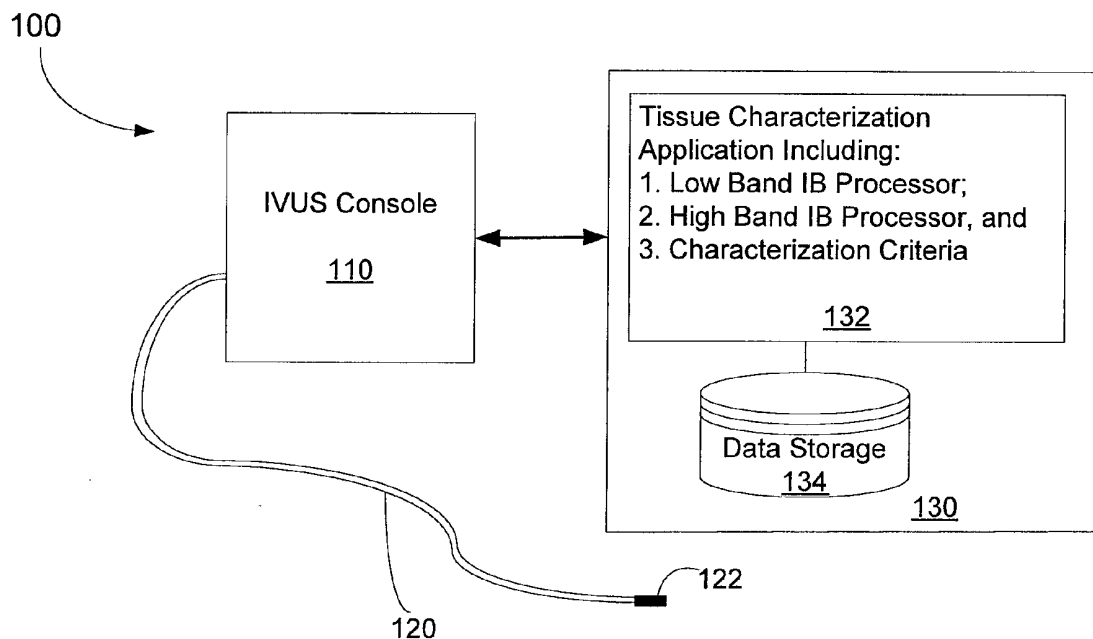 100
IVUS Console
110
Tissue Characterization
Application Including:
1. Low Band IB Processor;
2. High Band IB Processor, and
3. Characterization Criteria
132
Data Storage
134
130
122
120